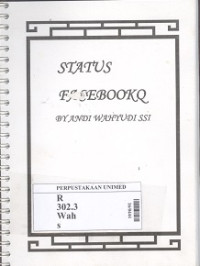 STATUS
FACEBOOKQ
BY ANDI WAHYUDI SSI
PERPUSTAKAAN UNIMED
R
302.3
Wah
s